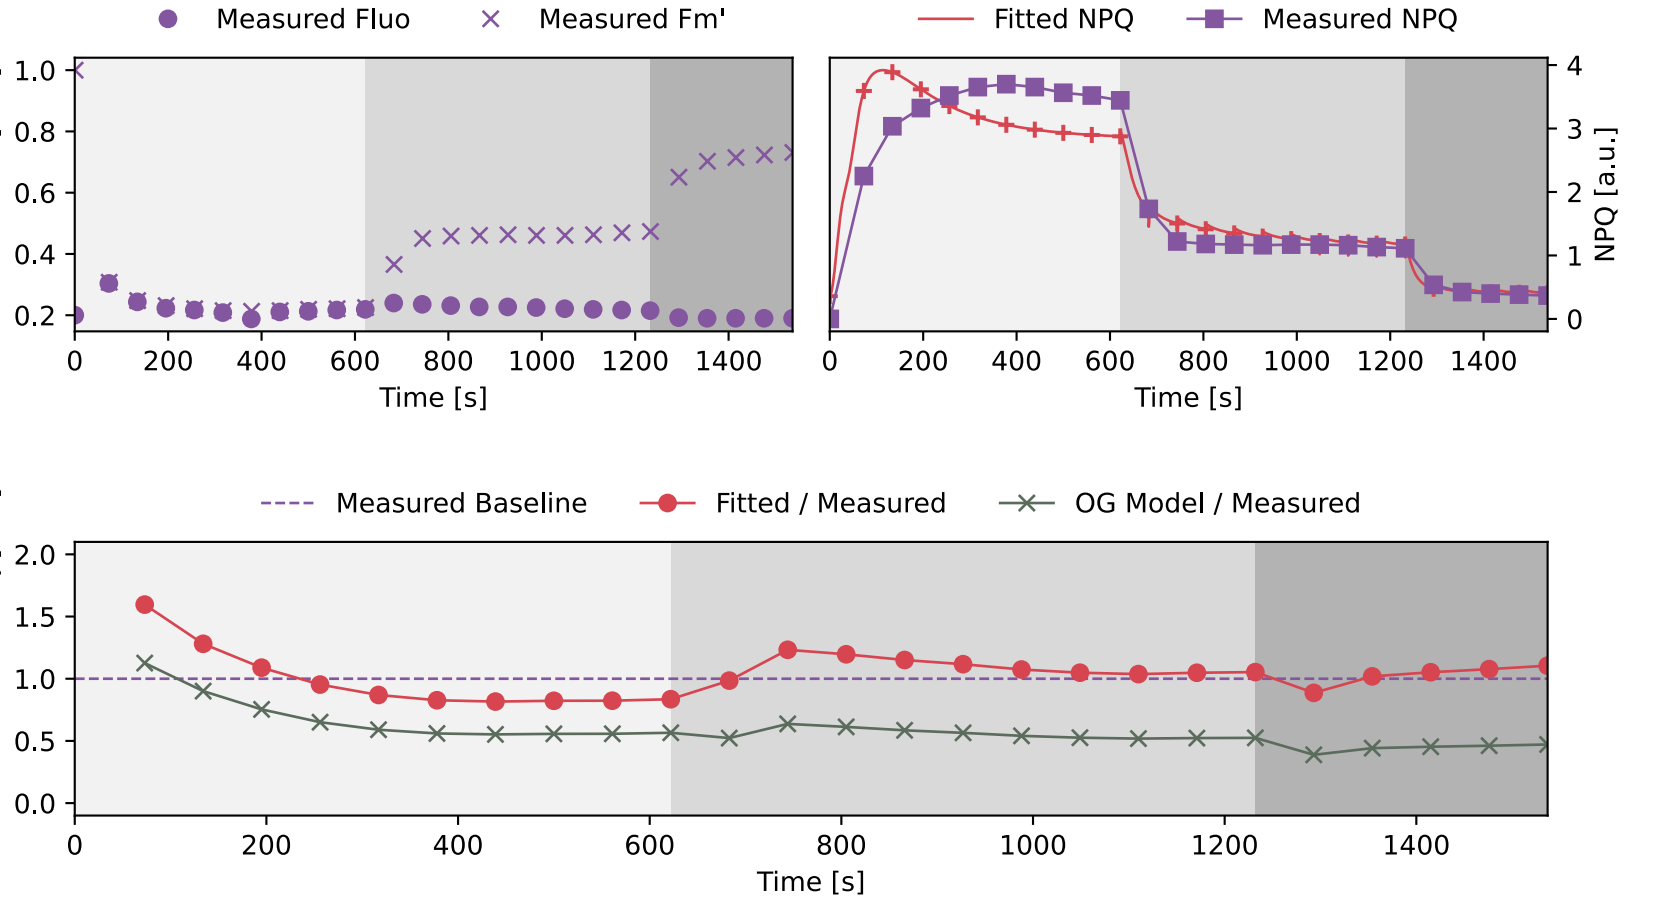 Measured Fluo
Measured Fm'
Fitted NPQ
Measured NPQ
1.0
0.8
0.6
0.4
0.2
0 200 400 600 800 1000 1200 1400
Time [s]
4
3
2
1
0
NPQ [a.u.]
0 200 400 600 800 1000 1200 1400
Time [s]
Measured Baseline
Fitted / Measured
OG Model / Measured
2.0
1.5
1.0
0.5
0.0
0 200 400 600 800 1000 1200 1400
Time [s]